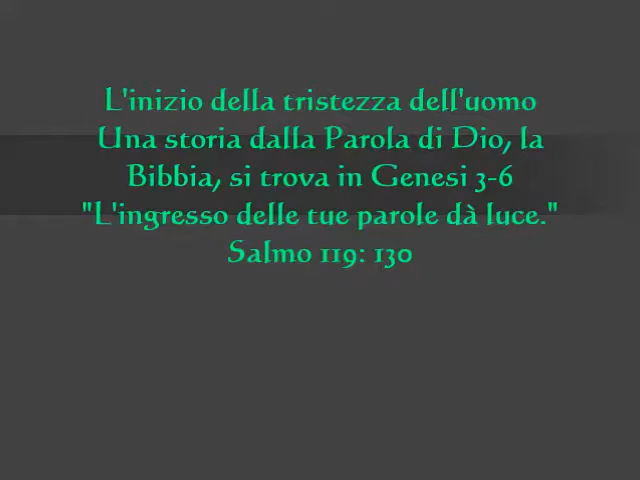 L'inizio della tristezza dell'uomo
Una storia dalla Parola di Dio, la
Bibbia, si trova in Genesi 3-6
"L'ingresso delle tue parole dà luce."
Salmo 119: 130